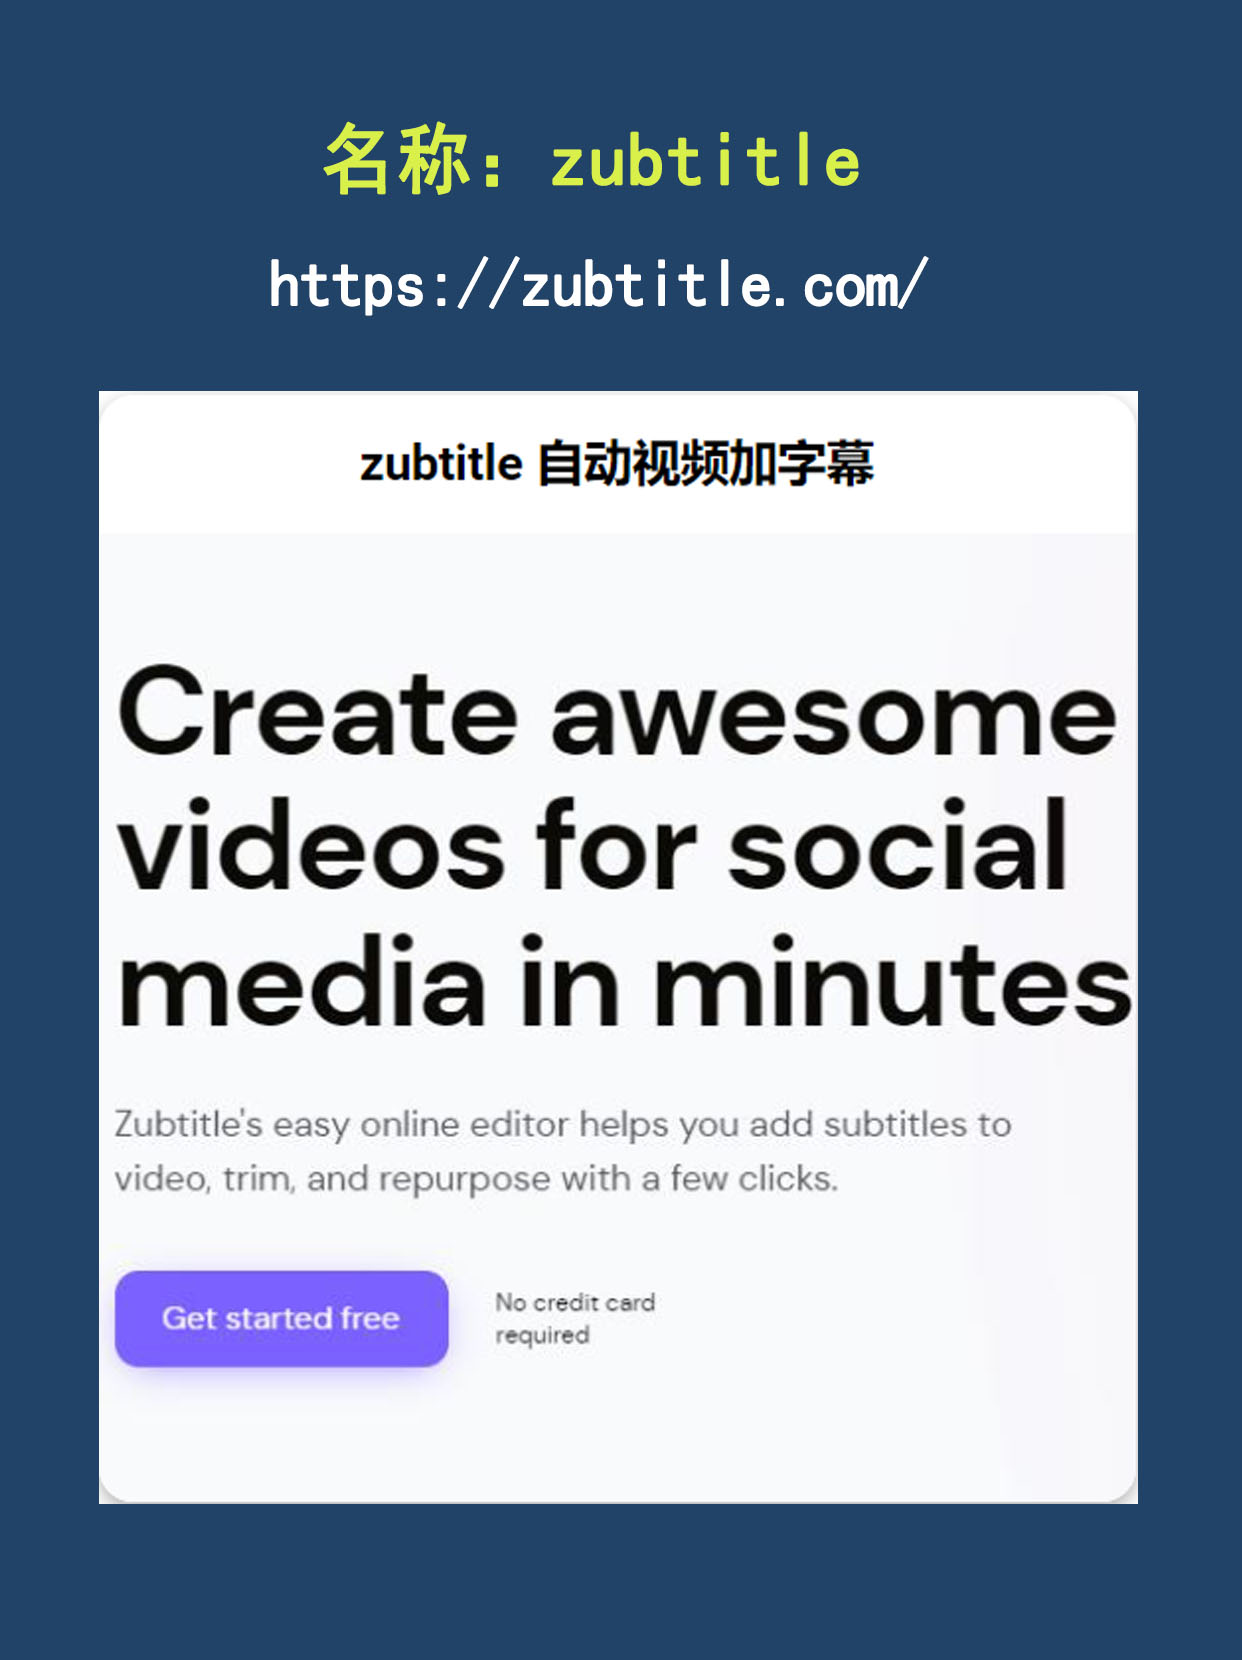 名称：zubtitle
https://zubtitle.com/
zubtitle 自动视频加字幕
Create awesome
videos for social
media in minutes
Zubtitle's easy online editor helps you add subtitles to
video, trim, and repurpose with a few clicks.
Get started free
No credit card
required